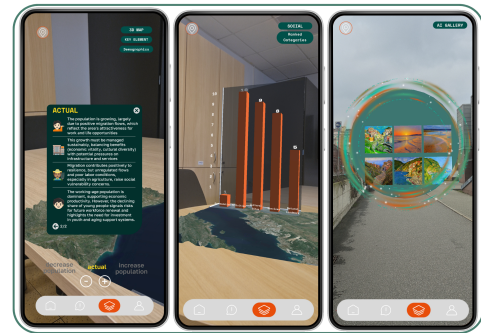 3D MAP
KEY ELEMENT
Demographics
ACTUAL
The population is growing, largely
due to positive migration flows, which
reflect the area's attractiveness for
work and life opportunities
This growth must be managed
sustainably, balancing benefits
(economic vitality, cultural diversity)
with potential pressures on
infrastructure and services
Migration contributes positively to
resilience, but unregulated flows
and poor labor conditions,
especially in agriculture, raise social
vulnerability concerns.
The working-age population is
dominant, supporting economic
productivity. However, the declining
share of young people signals risks
for future workforce renewal and
highlights the need for investment
in youth and aging support systems.
2/2
decrease
population
actual
increase
population
SOCIAL
Ranked
Categories
AI GALLERY